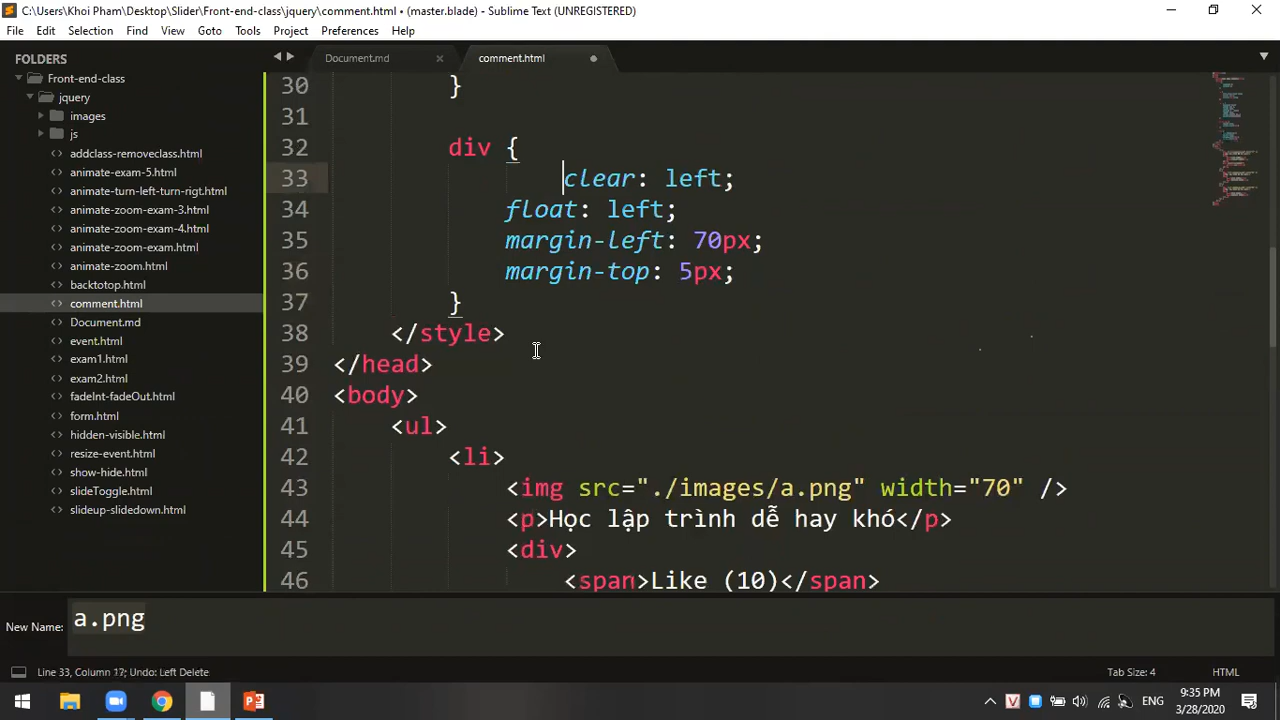 C:\Users\Khoi Pham\Desktop\Slider\Front-end-class\jquery\comment.html • (master.blade) - Sublime Text (UNREGISTERED)
File Edit Selection Find View Goto Tools Project Preferences Help
FOLDERS
Front-end-class
jquery
images
js
addclass-removeclass.html
animate-exam-5.html
animate-turn-left-turn-rigt.html
animate-zoom-exam-3.html
animate-zoom-exam-4.html
animate-zoom-exam.html
animate-zoom.html
backtotop.html
comment.html
Document.md
event.html
exam1.html
exam2.html
fadeInt-fadeOut.html
form.html
hidden-visible.html
resize-event.html
show-hide.html
slideToggle.html
slideup-slidedown.html
Document.md comment.html
30 }
31
32 div {
33 clear: left;
34 float: left;
35 margin-left: 70px;
36 margin-top: 5px;
37 }
38 </style>
39 </head>
40 <body>
41 <ul>
42 <li>
43 <img src="./images/a.png" width="70" />
44 <p>Học lập trình dễ hay khó</p>
45 <div>
46 <span>Like (10)</span>
New Name: a.png
Line 33, Column 17; Undo: Left Delete Tab Size: 4 HTML
ENG 9:35 PM
3/28/2020